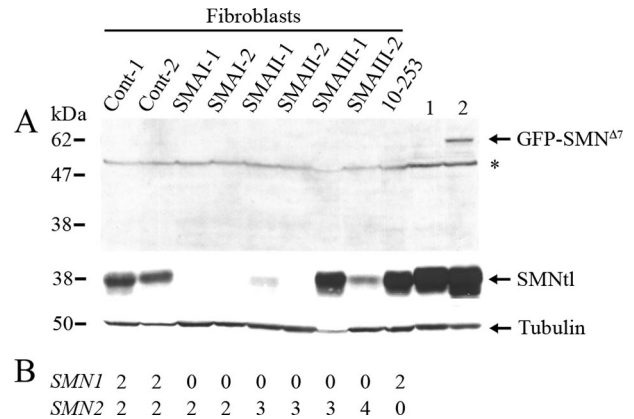 Fibroblasts
Cont-1 Cont-2 SMAI-1 SMAI-2 SMAII-1 SMAII-2 SMAIII-1 SMAIII-2 10-253 1 2
kDa
A
62 GFP-SMNΔ7
*
47
38
38 SMNtl
50 Tubulin
B
SMN1 2 2 0 0 0 0 0 0 2
SMN2 2 2 2 2 3 3 3 4 0